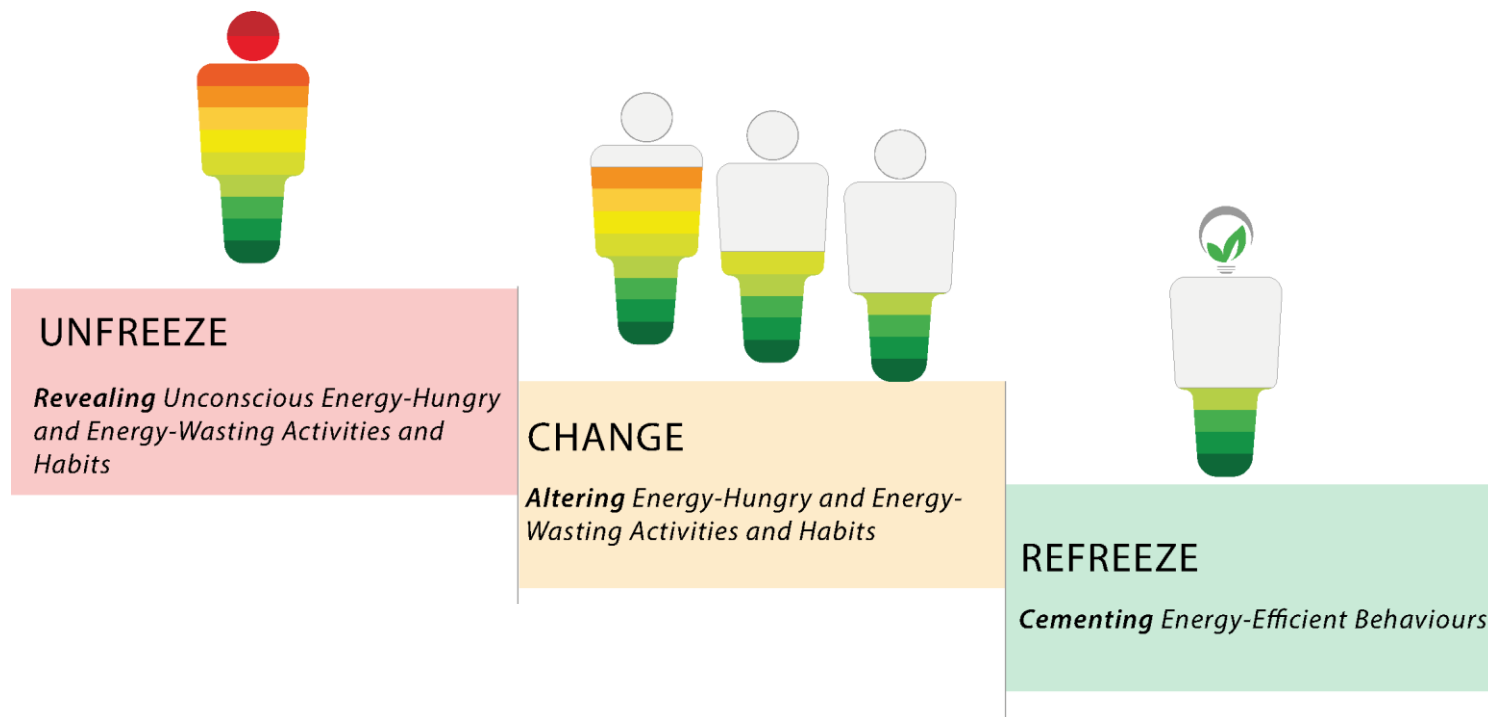 UNFREEZE
Revealing Unconscious Energy-Hungry
and Energy-Wasting Activities and
Habits
CHANGE
Altering Energy-Hungry and Energy-
Wasting Activities and Habits
REFREEZE
Cementing Energy-Efficient Behaviours